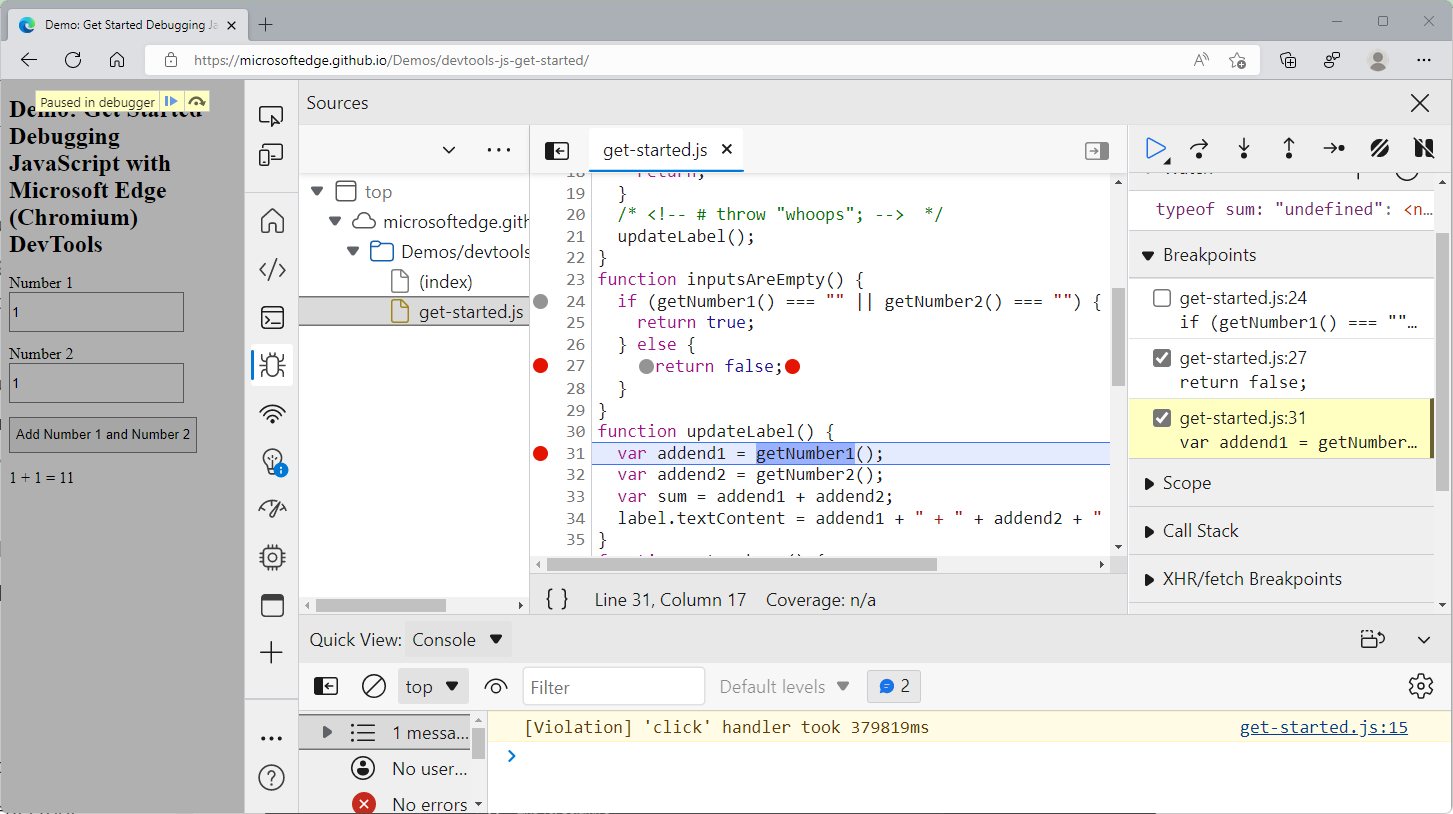 Demo: Get Started Debugging Ja
https://microsoftedge.github.io/Demos/devtools-js-get-started/
Paused in debugger
Demo: Get Started
Debugging
JavaScript with
Microsoft Edge
(Chromium)
DevTools
Number 1
1
Number 2
1
Add Number 1 and Number 2
1 + 1 = 11
Sources
top
microsoftedge.gith
Demos/devtools
(index)
get-started.js
get-started.js
18 return;
19 }
20 /* <!-- # throw "whoops"; --> */
21 updateLabel();
22 }
23 function inputsAreEmpty() {
24 if (getNumber1() === "" || getNumber2() === "") {
25 return true;
26 } else {
27 return false;
28 }
29 }
30 function updateLabel() {
31 var addend1 = getNumber1();
32 var addend2 = getNumber2();
33 var sum = addend1 + addend2;
34 label.textContent = addend1 + " + " + addend2 + "
35 }
{ } Line 31, Column 17 Coverage: n/a
Watch
typeof sum: "undefined": <n…
Breakpoints
get-started.js:24
if (getNumber1() === ""…
get-started.js:27
return false;
get-started.js:31
var addend1 = getNumber…
Scope
Call Stack
XHR/fetch Breakpoints
Quick View: Console
top
Filter
Default levels
2
1 messa…
No user…
No errors
[Violation] 'click' handler took 379819ms get-started.js:15